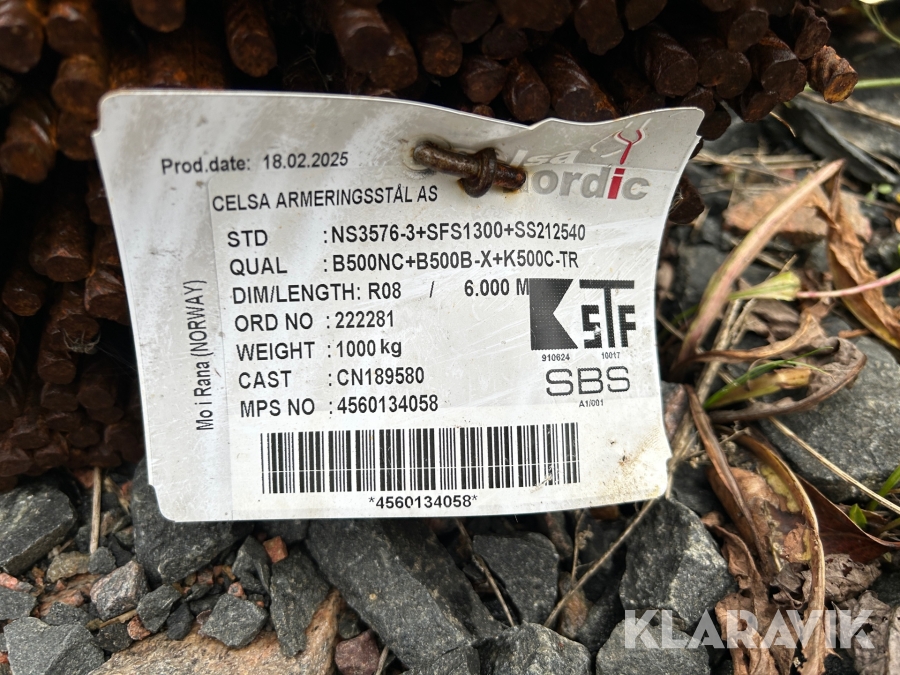 Prod.date: 18.02.2025
ordic
CELSA ARMERINGSSTÅL AS
STD :NS3576-3+SFS1300+SS212540
QUAL :B500NC+B500B-X+K500C-TR
DIM/LENGTH: R08 / 6.000 M
ORD NO :222281
WEIGHT :1000 kg
CAST :CN189580
MPS NO :4560134058
Mo i Rana (NORWAY)
K STF
910624 10017
SBS
A1/001
*4560134058*
KLARAVIK